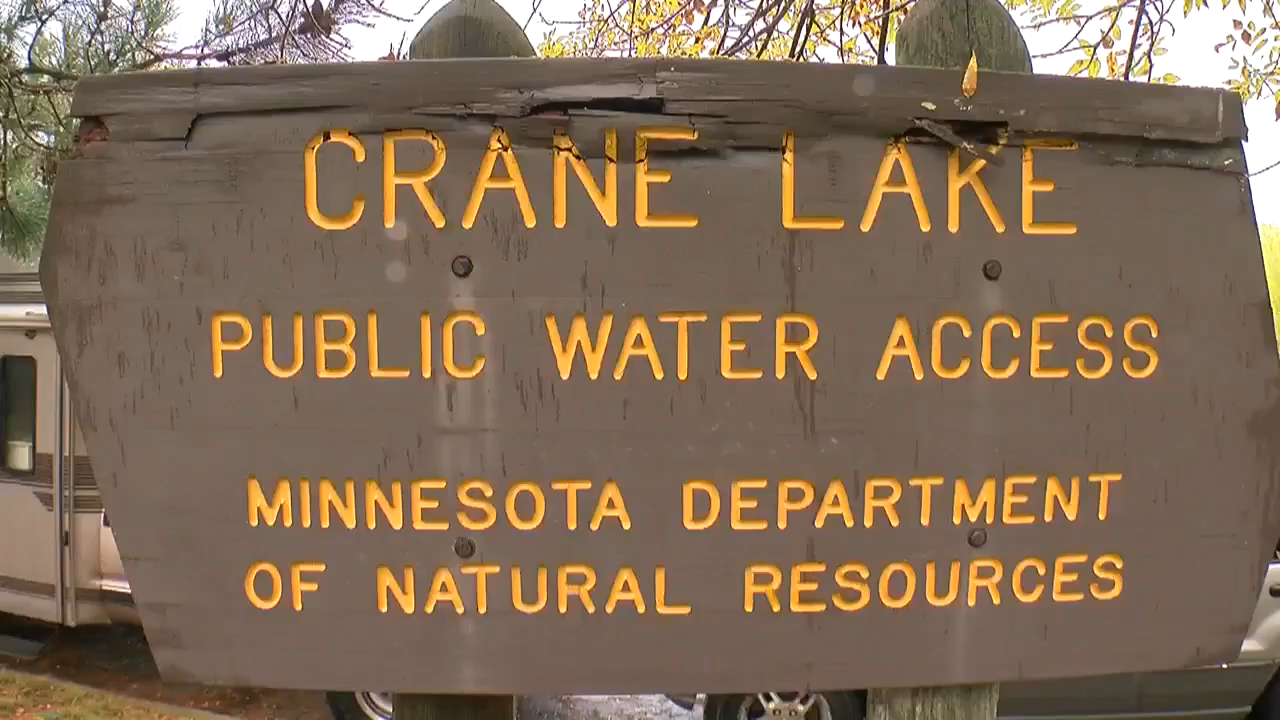 CRANE LAKE
PUBLIC WATER ACCESS
MINNESOTA DEPARTMENT
OF NATURAL RESOURCES